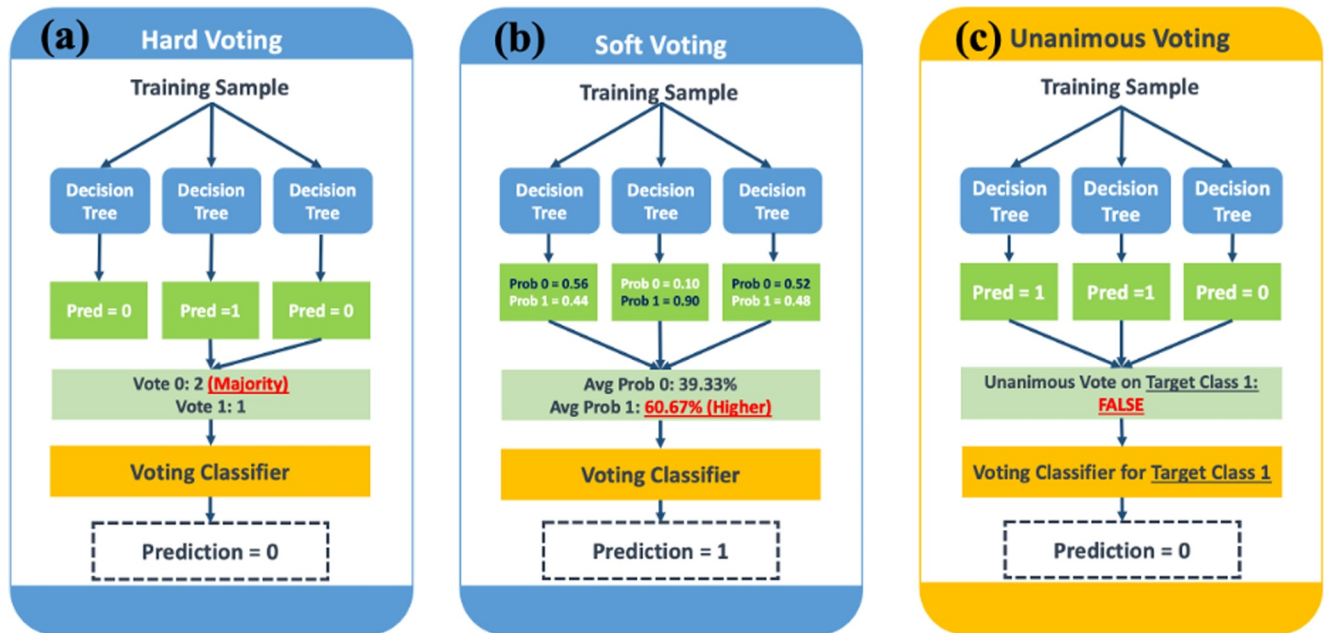 (a) Hard Voting
Training Sample
Decision
Tree
Decision
Tree
Decision
Tree
Pred = 0
Pred =1
Pred = 0
Vote 0: 2 (Majority)
Vote 1: 1
Voting Classifier
Prediction = 0
(b) Soft Voting
Training Sample
Decision
Tree
Decision
Tree
Decision
Tree
Prob 0 = 0.56
Prob 1 = 0.44
Prob 0 = 0.10
Prob 1 = 0.90
Prob 0 = 0.52
Prob 1 = 0.48
Avg Prob 0: 39.33%
Avg Prob 1: 60.67% (Higher)
Voting Classifier
Prediction = 1
(c) Unanimous Voting
Training Sample
Decision
Tree
Decision
Tree
Decision
Tree
Pred = 1
Pred =1
Pred = 0
Unanimous Vote on Target Class 1:
FALSE
Voting Classifier for Target Class 1
Prediction = 0